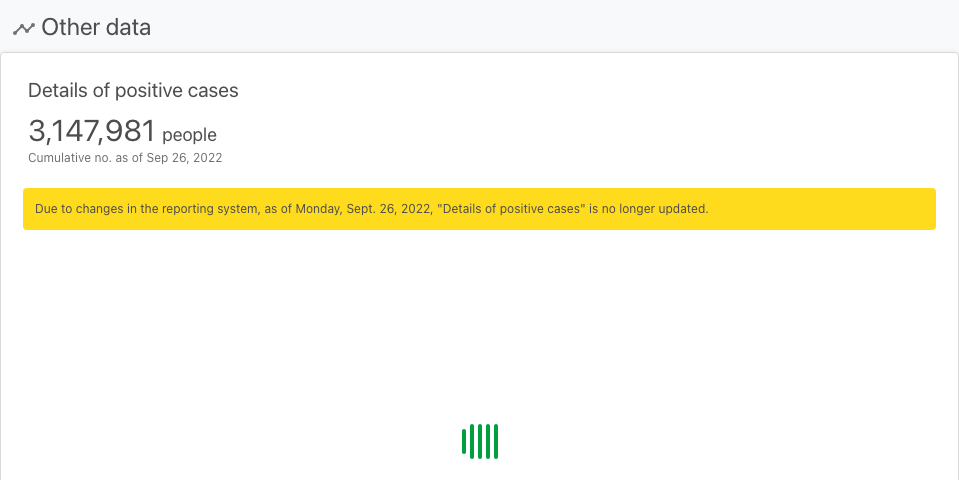 Other data
Details of positive cases
3,147,981 people
Cumulative no. as of Sep 26, 2022
Due to changes in the reporting system, as of Monday, Sept. 26, 2022, "Details of positive cases" is no longer updated.